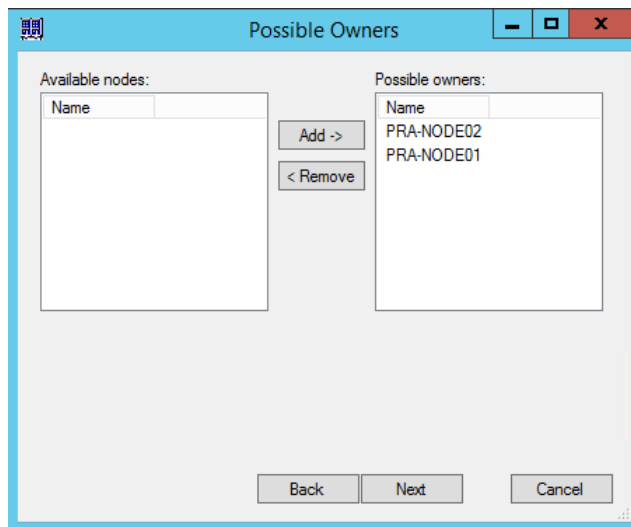 Possible Owners
Available nodes:
Name
Add ->
< Remove
Possible owners:
Name
PRA-NODE02
PRA-NODE01
Back
Next
Cancel